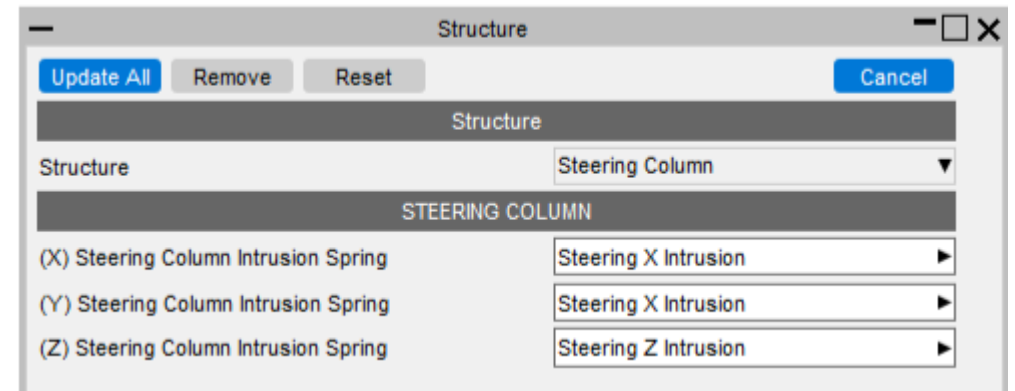 Structure
Update All Remove Reset Cancel
Structure
Structure Steering Column
STEERING COLUMN
(X) Steering Column Intrusion Spring Steering X Intrusion
(Y) Steering Column Intrusion Spring Steering X Intrusion
(Z) Steering Column Intrusion Spring Steering Z Intrusion